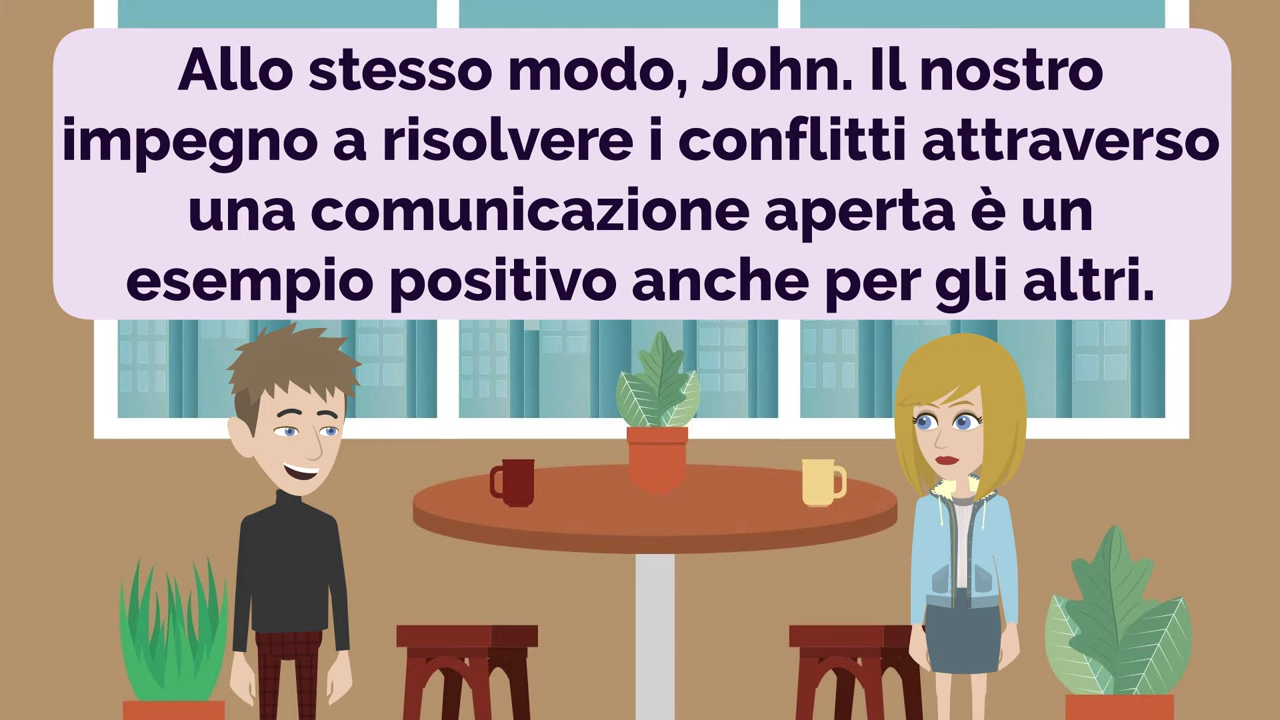 Allo stesso modo, John. Il nostro
impegno a risolvere i conflitti attraverso
una comunicazione aperta è un
esempio positivo anche per gli altri.